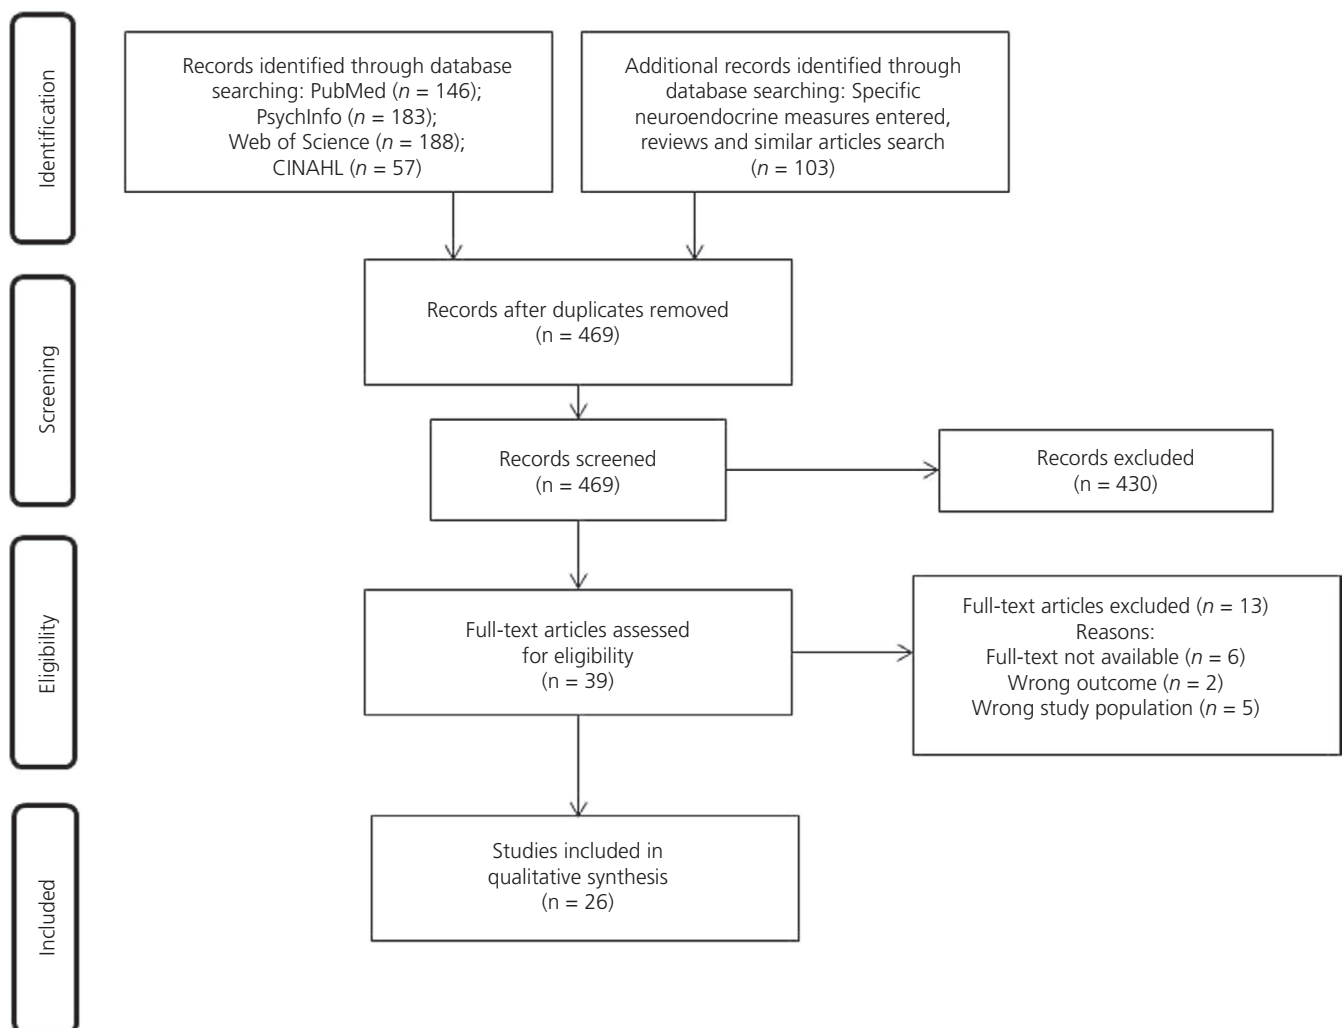 Identification
Records identified through database
searching: PubMed (n = 146);
PsychInfo (n = 183);
Web of Science (n = 188);
CINAHL (n = 57)
Additional records identified through
database searching: Specific
neuroendocrine measures entered,
reviews and similar articles search
(n = 103)
Screening
Records after duplicates removed
(n = 469)
Records screened
(n = 469)
Records excluded
(n = 430)
Eligibility
Full-text articles assessed
for eligibility
(n = 39)
Full-text articles excluded (n = 13)
Reasons:
Full-text not available (n = 6)
Wrong outcome (n = 2)
Wrong study population (n = 5)
Included
Studies included in
qualitative synthesis
(n = 26)